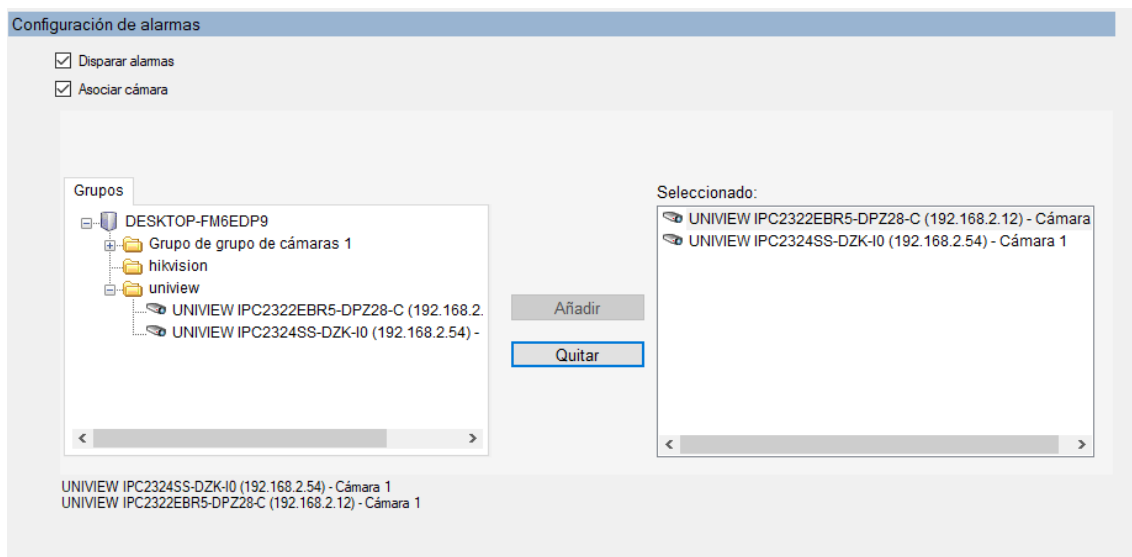 Configuración de alarmas
Disparar alarmas
Asociar cámara
Grupos
DESKTOP-FM6EDP9
Grupo de grupo de cámaras 1
hikvision
uniview
UNIVIEW IPC2322EBR5-DPZ28-C (192.168.2.
UNIVIEW IPC2324SS-DZK-I0 (192.168.2.54) -
Añadir
Quitar
Seleccionado:
UNIVIEW IPC2322EBR5-DPZ28-C (192.168.2.12) - Cámara
UNIVIEW IPC2324SS-DZK-I0 (192.168.2.54) - Cámara 1
UNIVIEW IPC2324SS-DZK-I0 (192.168.2.54) - Cámara 1
UNIVIEW IPC2322EBR5-DPZ28-C (192.168.2.12) - Cámara 1